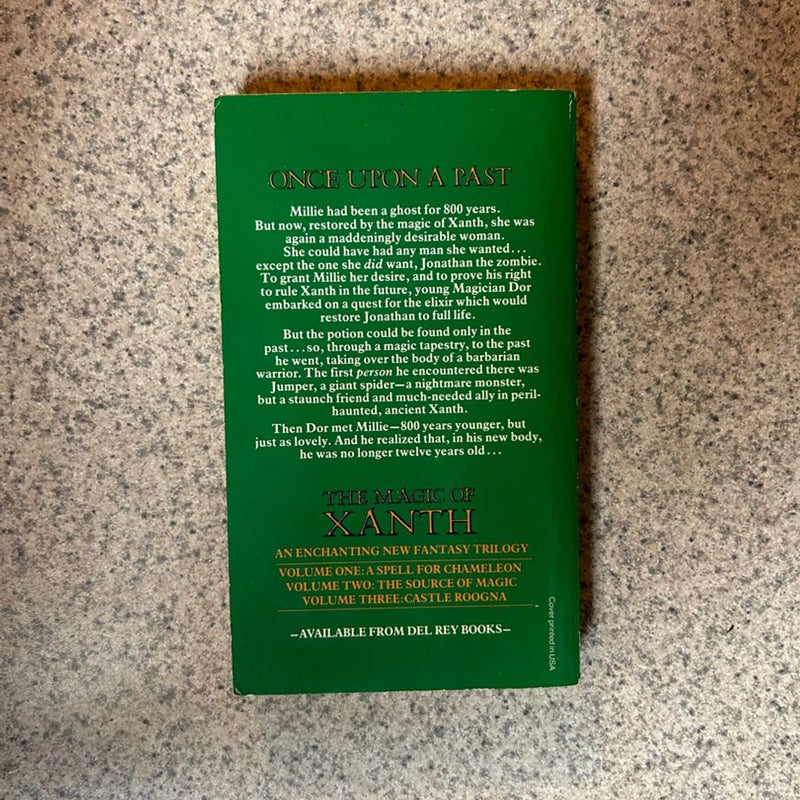 ONCE UPON A PAST
Millie had been a ghost for 800 years.
But now, restored by the magic of Xanth, she was
again a maddeningly desirable woman.
She could have had any man she wanted...
except the one she did want, Jonathan the zombie.
To grant Millie her desire, and to prove his right
to rule Xanth in the future, young Magician Dor
embarked on a quest for the elixir which would
restore Jonathan to full life.
But the potion could be found only in the
past...so, through a magic tapestry, to the past
he went, taking over the body of a barbarian
warrior. The first person he encountered there was
Jumper, a giant spider—a nightmare monster,
but a staunch friend and much-needed ally in peril-
haunted, ancient Xanth.
Then Dor met Millie—800 years younger, but
just as lovely. And he realized that, in his new body,
he was no longer twelve years old...
THE MAGIC OF
XANTH
AN ENCHANTING NEW FANTASY TRILOGY
VOLUME ONE: A SPELL FOR CHAMELEON
VOLUME TWO: THE SOURCE OF MAGIC
VOLUME THREE: CASTLE ROOGNA
—AVAILABLE FROM DEL REY BOOKS—
Cover printed in USA